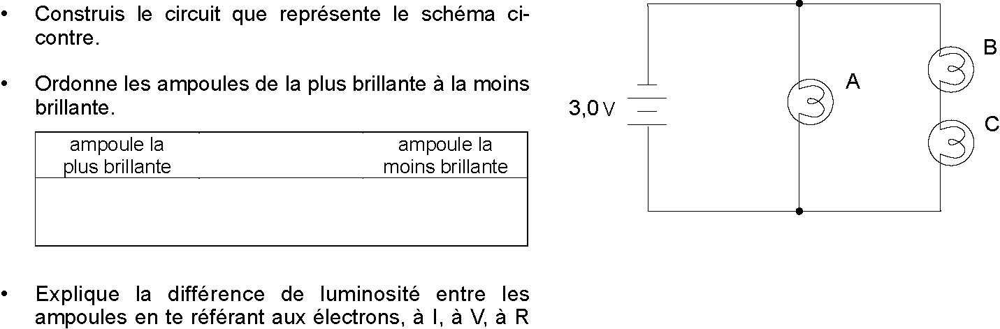 • Construis le circuit que représente le schéma ci-
contre.
• Ordonne les ampoules de la plus brillante à la moins
brillante.
ampoule la
plus brillante
ampoule la
moins brillante
• Explique la différence de luminosité entre les
ampoules en te référant aux électrons, à I, à V, à R
3,0 V
A
B
C